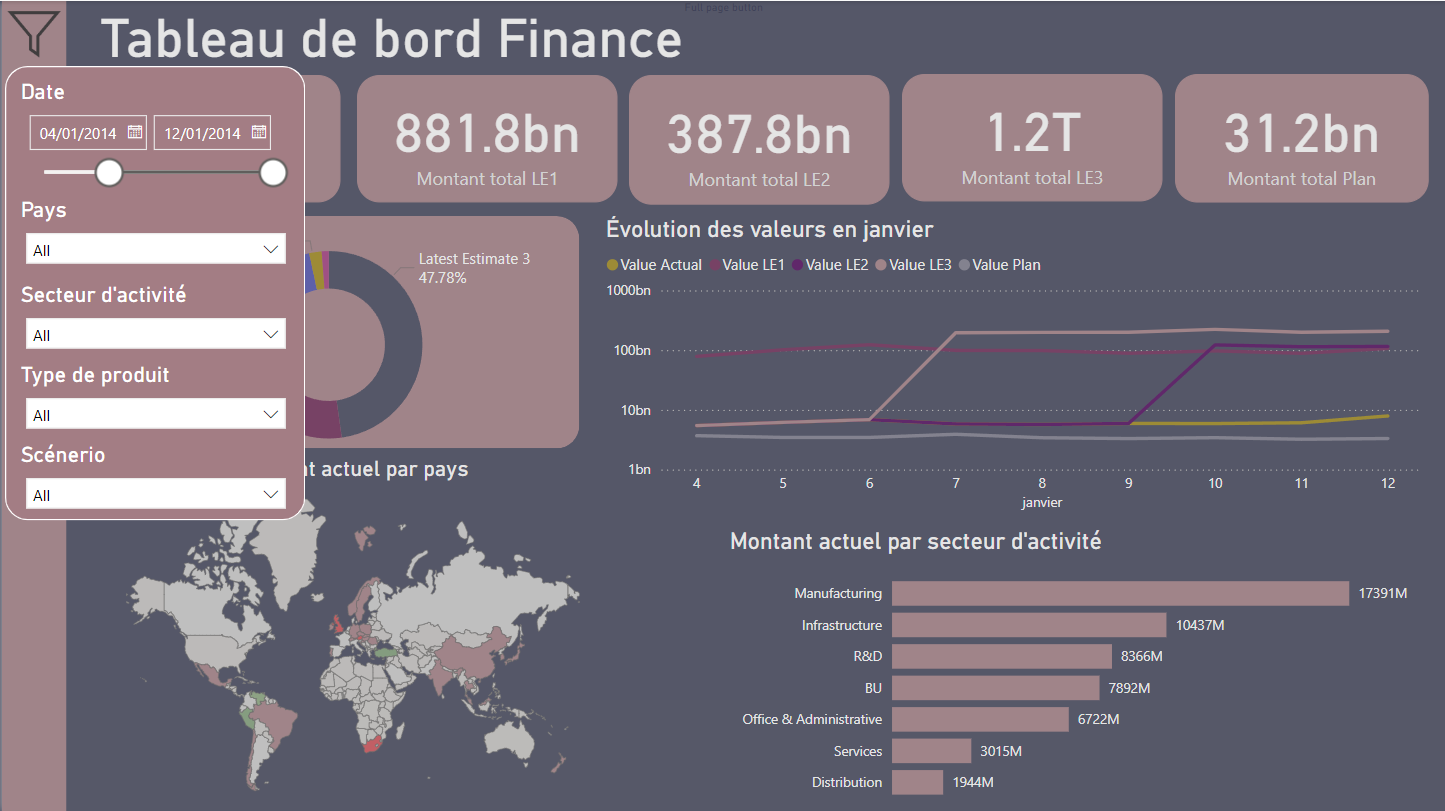 Full page button
Tableau de bord Finance
Date
04/01/2014
12/01/2014
Pays
All
Secteur d'activité
All
Type de produit
All
Scénerio
All
881.8bn
Montant total LE1
387.8bn
Montant total LE2
1.2T
Montant total LE3
31.2bn
Montant total Plan
Latest Estimate 3
47.78%
Évolution des valeurs en janvier
Value Actual Value LE1 Value LE2 Value LE3 Value Plan
1000bn
100bn
10bn
1bn
4 5 6 7 8 9 10 11 12
janvier
actuel par pays
Montant actuel par secteur d'activité
Manufacturing 17391M
Infrastructure 10437M
R&D 8366M
BU 7892M
Office & Administrative 6722M
Services 3015M
Distribution 1944M